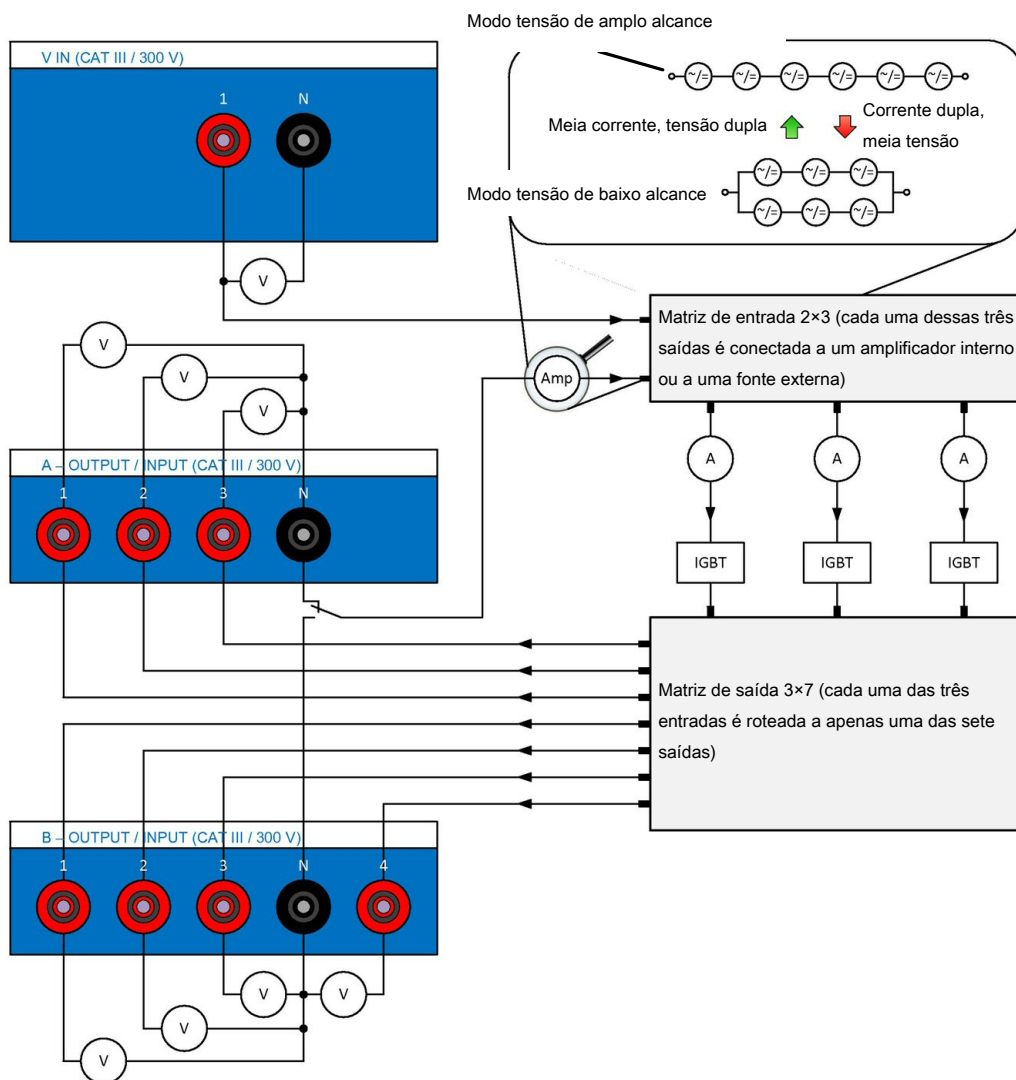 Modo tensão de amplo alcance
V IN (CAT III / 300 V)
1 N
~/= ~/= ~/= ~/= ~/= ~/=
Meia corrente, tensão dupla
Corrente dupla,
meia tensão
~/= ~/= ~/=
Modo tensão de baixo alcance
~/= ~/= ~/=
V
Matriz de entrada 2×3 (cada uma dessas três
saídas é conectada a um amplificador interno
ou a uma fonte externa)
V
V
Amp
V
A – OUTPUT / INPUT (CAT III / 300 V)
1 2 3 N
A A A
IGBT IGBT IGBT
Matriz de saída 3×7 (cada uma das três
entradas é roteada a apenas uma das sete
saídas)
B – OUTPUT / INPUT (CAT III / 300 V)
1 2 3 N 4
V V
V
V